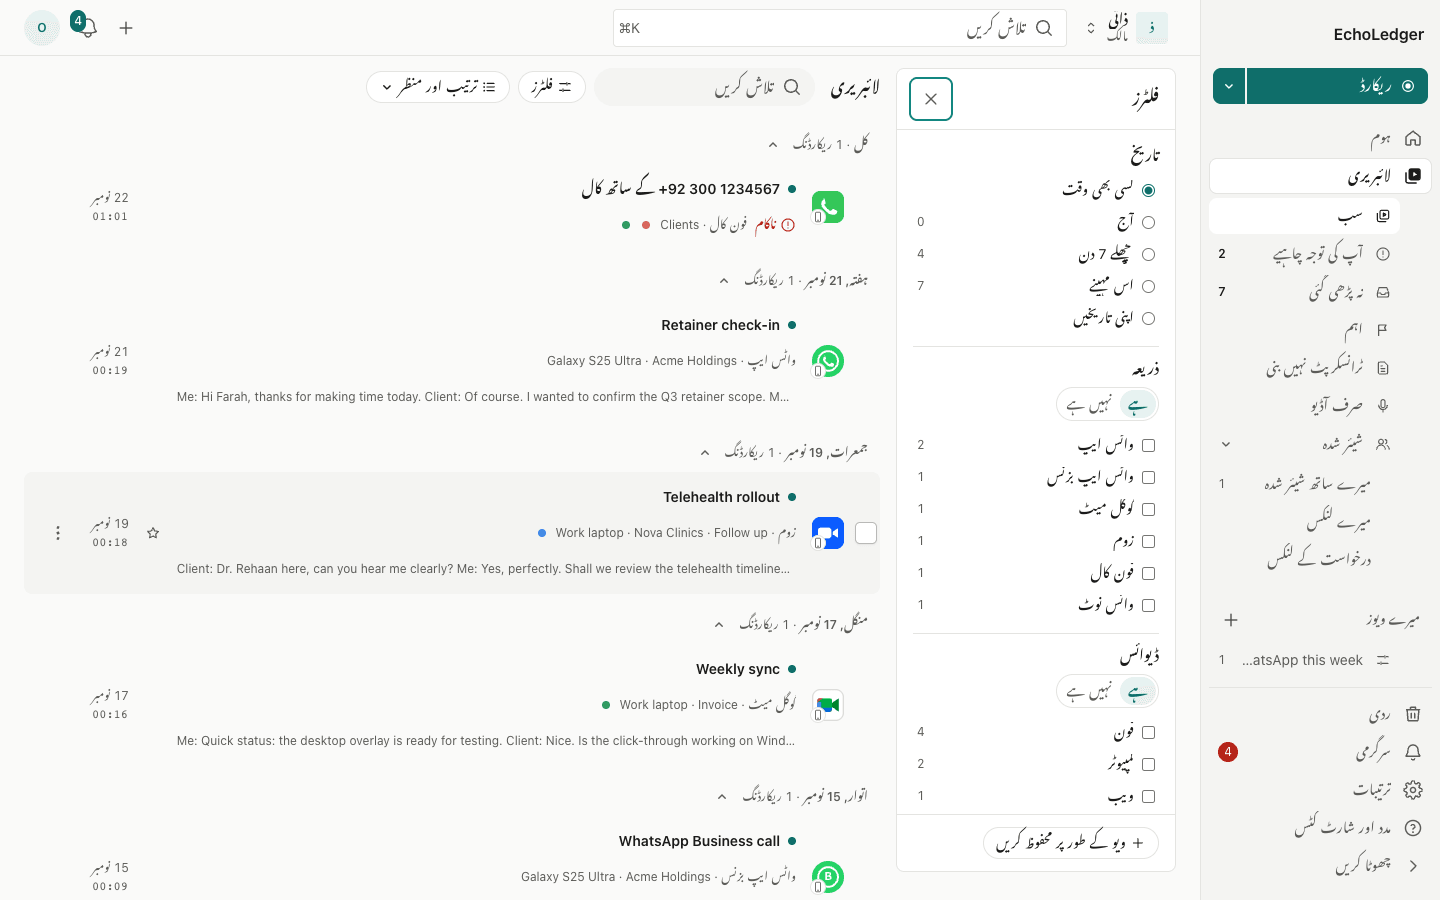 EchoLedger
ریکارڈ
ہوم
لائبریری
سب
آپ کی توجہ چاہیے 2
نہ پڑھی گئی 7
اہم
ٹرانسکرپٹ نہیں بنی
صرف آڈیو
شیئر شدہ
میرے ساتھ شیئر شدہ 1
میرے لنکس
درخواست کے لنکس
میرے ویوز
...atsApp this week 1
ردی
سرگرمی 4
ترتیبات
مدد اور شارٹ کٹس
چھوٹا کریں
ذ
ذاتی
مالک
تلاش کریں ⌘K
4
O
فلٹرز
تاریخ
کسی بھی وقت
آج 0
پچھلے 7 دن 4
اس مہینے 7
اپنی تاریخیں
ذریعہ
ہے نہیں ہے
واٹس ایپ 2
واٹس ایپ بزنس 1
گوگل میٹ 1
زوم 1
فون کال 1
وائس نوٹ 1
ڈیوائس
ہے نہیں ہے
فون 4
کمپیوٹر 2
ویب 1
ویو کے طور پر محفوظ کریں
لائبریری
تلاش کریں
فلٹرز
ترتیب اور منظر
کل · 1 ریکارڈنگ
+92 300 1234567 کے ساتھ کال
ناکام فون کال · Clients
22 نومبر
01:01
ہفتہ, 21 نومبر · 1 ریکارڈنگ
Retainer check-in
واٹس ایپ · Galaxy S25 Ultra · Acme Holdings
Me: Hi Farah, thanks for making time today. Client: Of course. I wanted to confirm the Q3 retainer scope. M...
21 نومبر
00:19
جمعرات, 19 نومبر · 1 ریکارڈنگ
Telehealth rollout
زوم · Work laptop · Nova Clinics · Follow up
Client: Dr. Rehaan here, can you hear me clearly? Me: Yes, perfectly. Shall we review the telehealth timeline...
19 نومبر
00:18
منگل, 17 نومبر · 1 ریکارڈنگ
Weekly sync
گوگل میٹ · Work laptop · Invoice
Me: Quick status: the desktop overlay is ready for testing. Client: Nice. Is the click-through working on Wind...
17 نومبر
00:16
اتوار, 15 نومبر · 1 ریکارڈنگ
WhatsApp Business call
واٹس ایپ بزنس · Galaxy S25 Ultra · Acme Holdings
15 نومبر
00:09